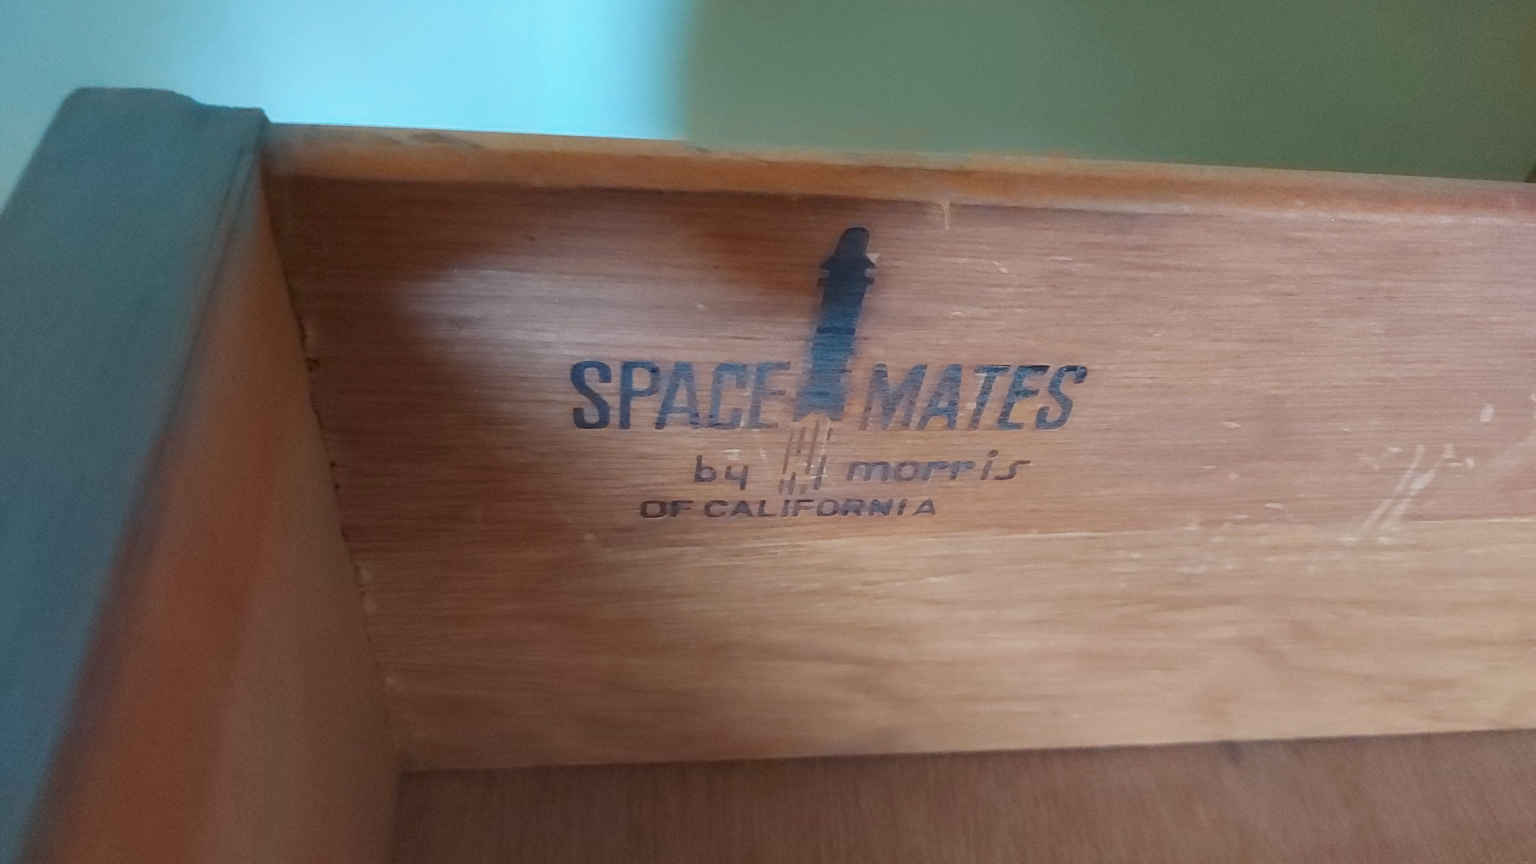 SPACE MATES
by morris
OF CALIFORNIA